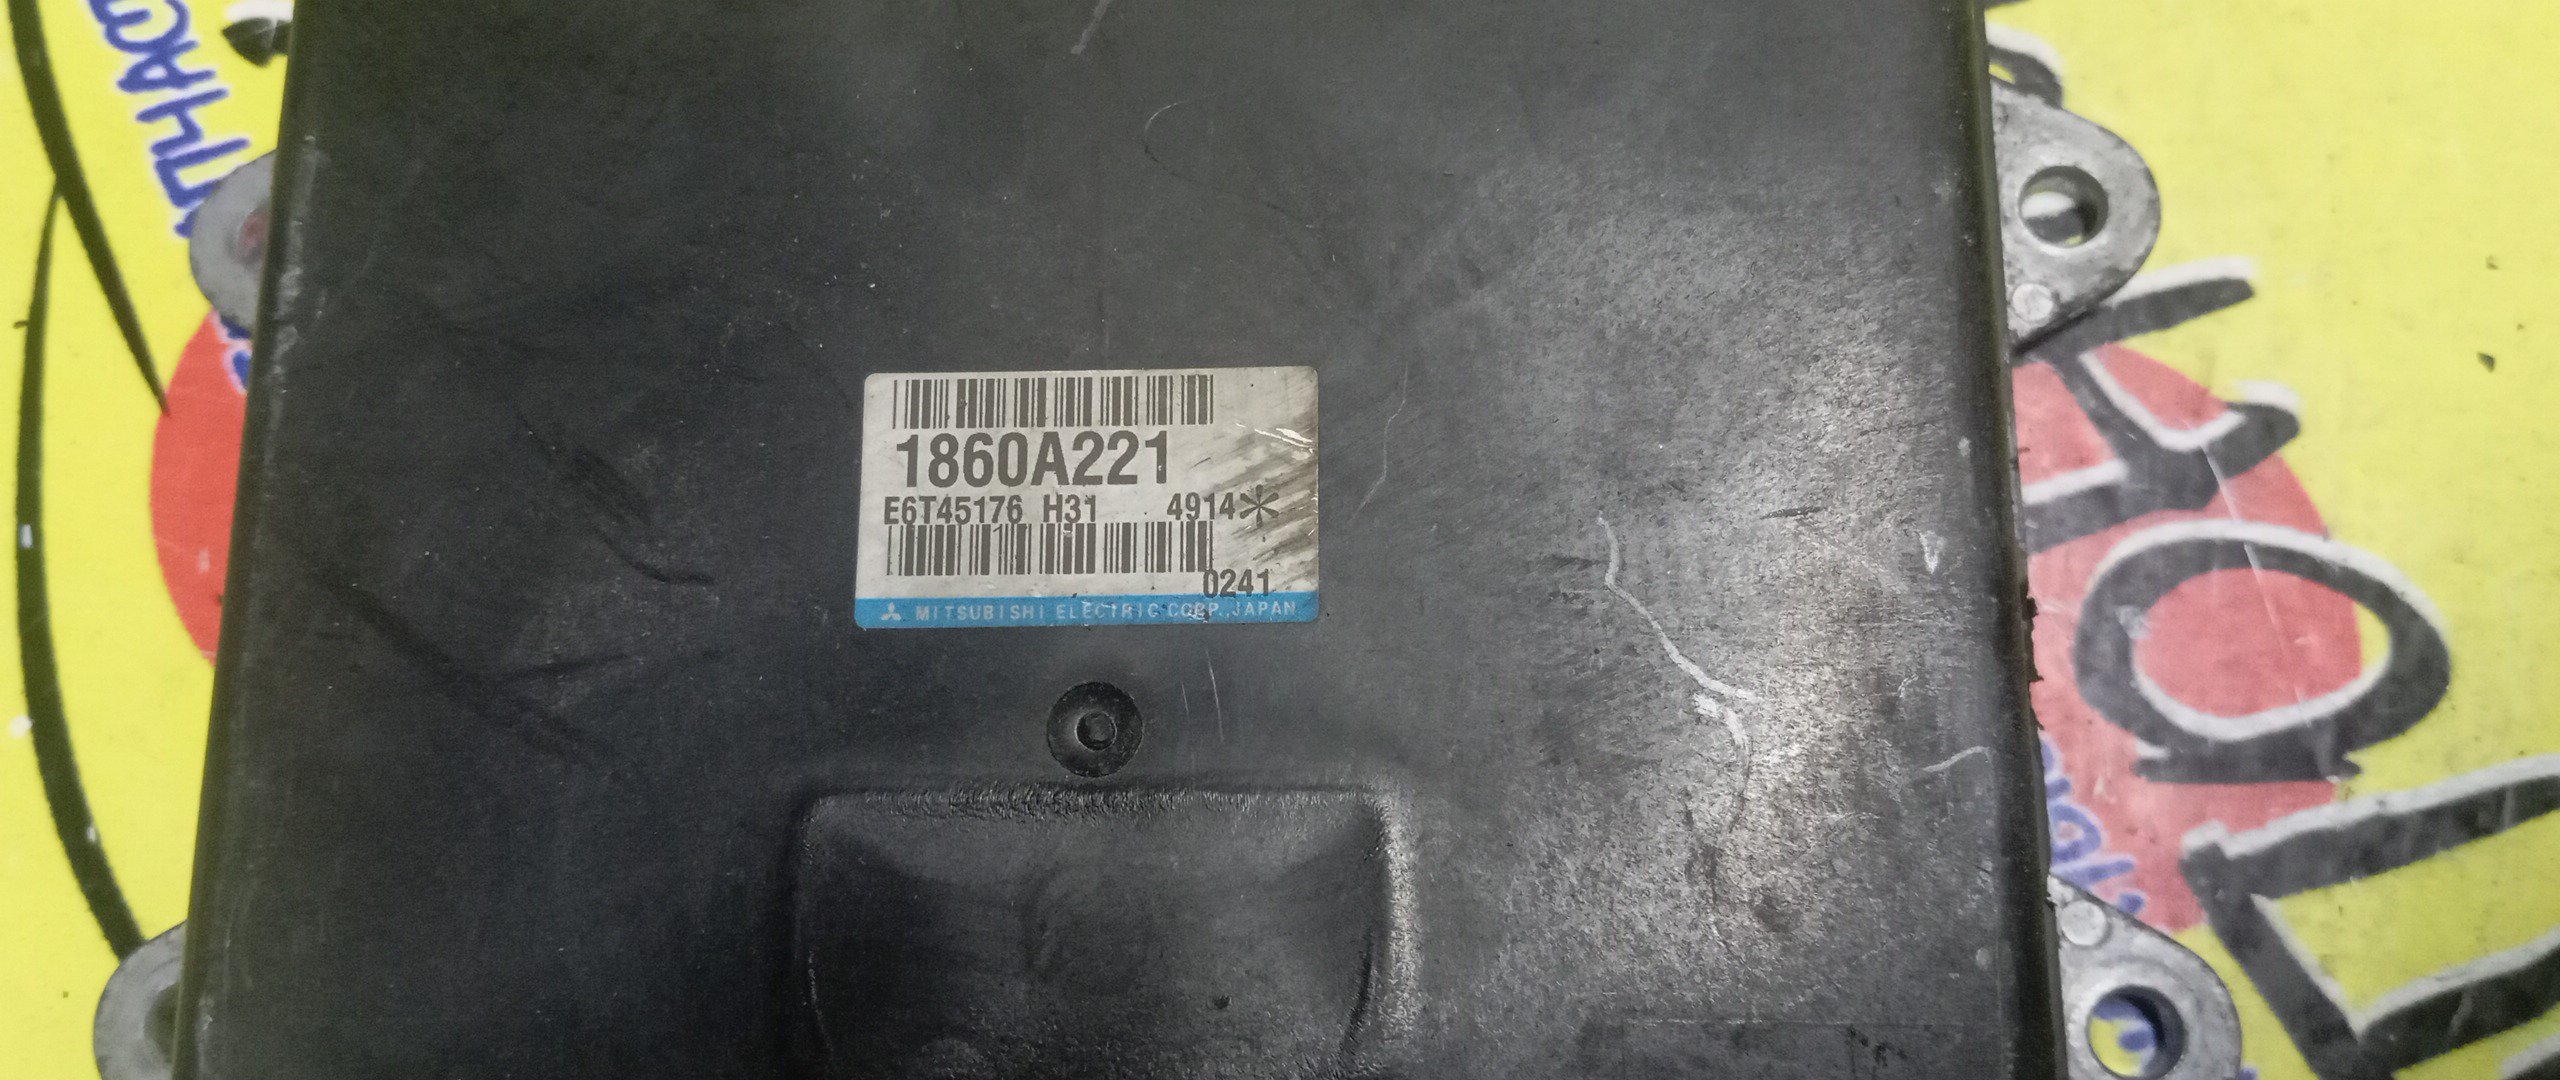 1860A221
E6T45176 H31 4914*
0241
MITSUBISHI ELECTRIC CORP., JAPAN